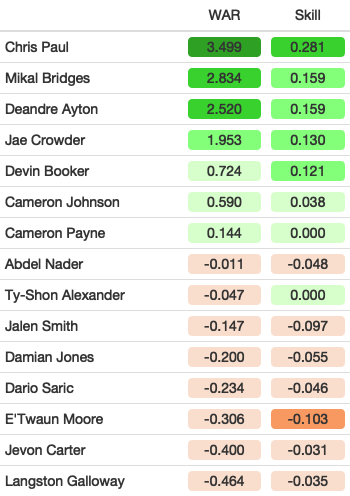 WAR Skill
Chris Paul 3.499 0.281
Mikal Bridges 2.834 0.159
Deandre Ayton 2.520 0.159
Jae Crowder 1.953 0.130
Devin Booker 0.724 0.121
Cameron Johnson 0.590 0.038
Cameron Payne 0.144 0.000
Abdel Nader -0.011 -0.048
Ty-Shon Alexander -0.047 0.000
Jalen Smith -0.147 -0.097
Damian Jones -0.200 -0.055
Dario Saric -0.234 -0.046
E'Twaun Moore -0.306 -0.103
Jevon Carter -0.400 -0.031
Langston Galloway -0.464 -0.035